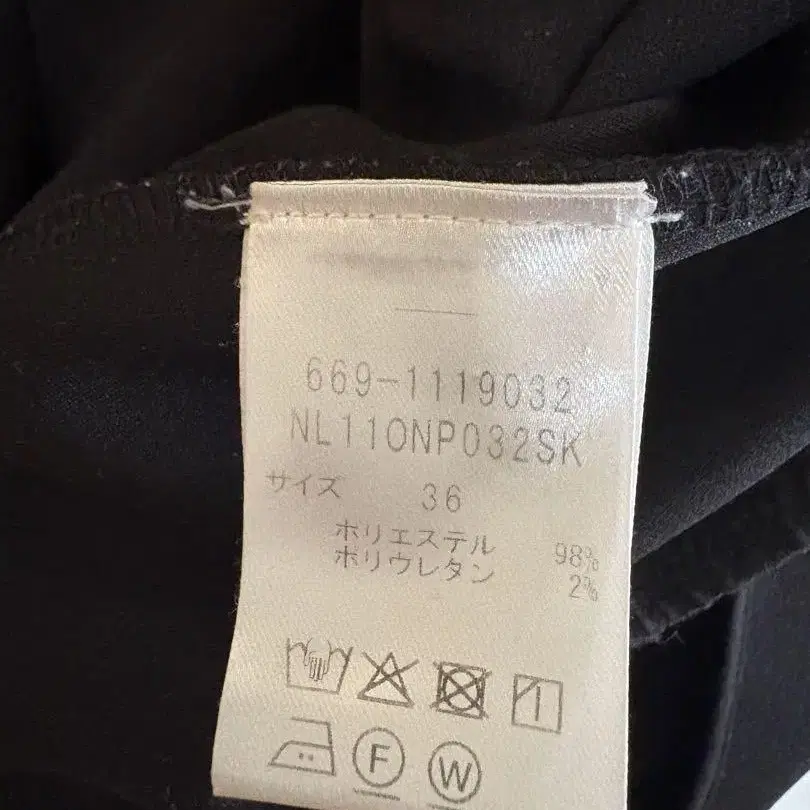 669-1119032
NL110NP032SK
サイズ 36
ポリエステル 98%
ポリウレタン 2%
F W